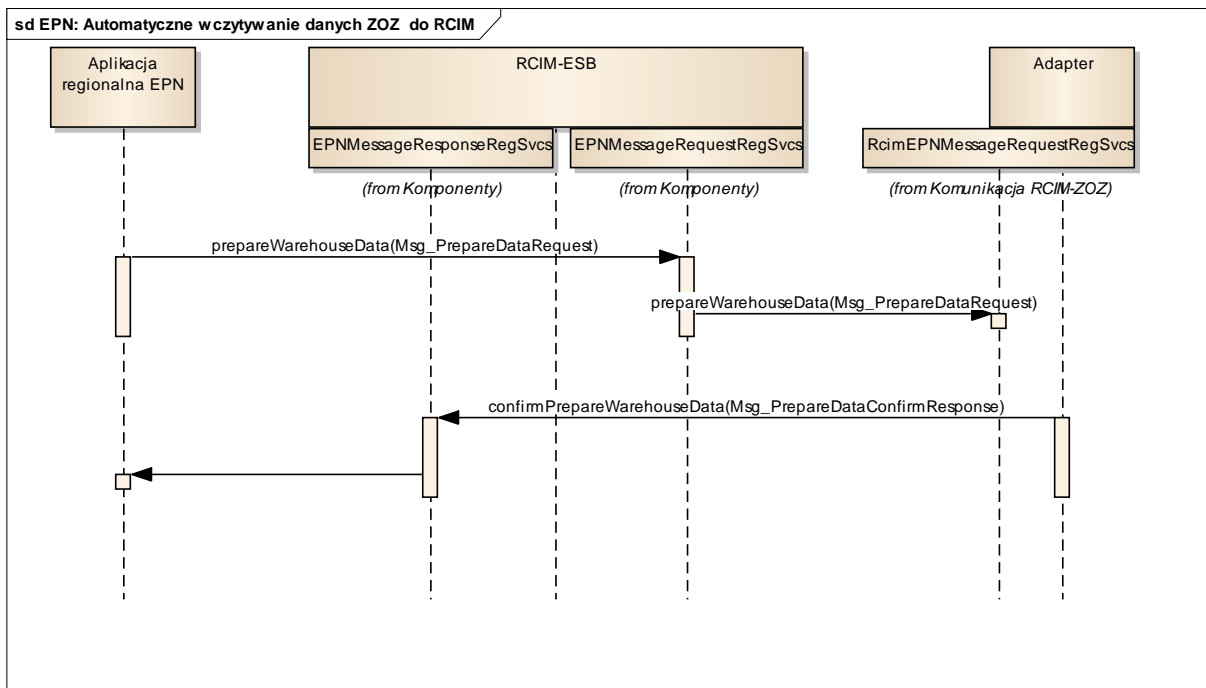 sd EPN: Automatyczne wczytywanie danych ZOZ do RCIM
Aplikacja
regionalna EPN
RCIM-ESB
Adapter
EPNMessageResponseRegSvcs
EPNMessageRequestRegSvcs
RcimEPNMessageRequestRegSvcs
(from Komponenty)
(from Komponenty)
(from Komunikacja RCIM-ZOZ)
prepareWarehouseData(Msg_PrepareDataRequest)
prepareWarehouseData(Msg_PrepareDataRequest)
confirmPrepareWarehouseData(Msg_PrepareDataConfirmResponse)